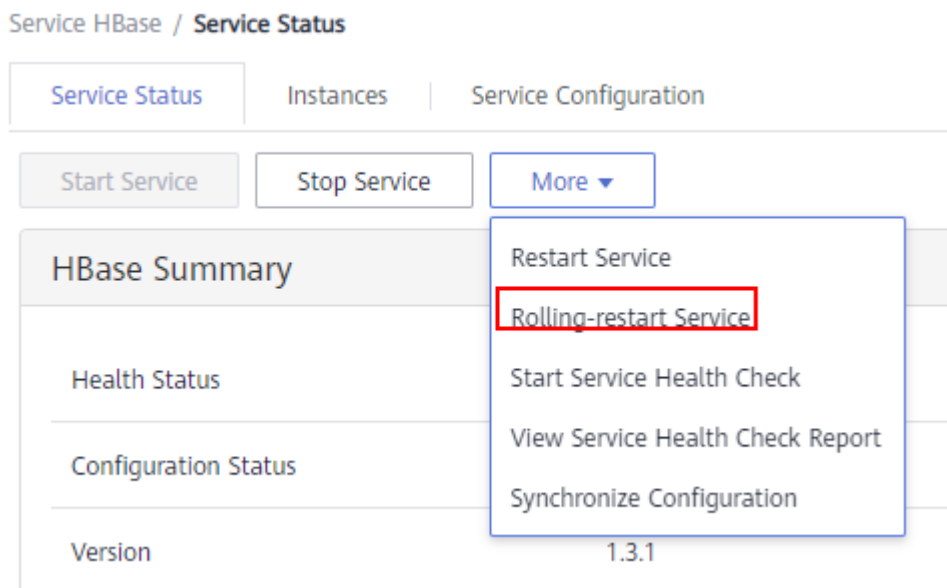 Service HBase / Service Status
Service Status Instances Service Configuration
Start Service Stop Service More
HBase Summary
Restart Service
Rolling-restart Service
Health Status
Start Service Health Check
View Service Health Check Report
Configuration Status
Synchronize Configuration
Version 1.3.1